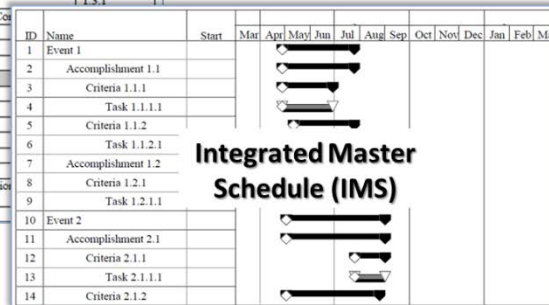 1.3.1
ID Name Start Mar Apr May Jun Jul Aug Sep Oct Nov Dec Jan Feb Ma
1 Event 1
2 Accomplishment 1.1
3 Criteria 1.1.1
4 Task 1.1.1.1
5 Criteria 1.1.2
6 Task 1.1.2.1
7 Accomplishment 1.2
8 Criteria 1.2.1
9 Task 1.2.1.1
Integrated Master
Schedule (IMS)
10 Event 2
11 Accomplishment 2.1
12 Criteria 2.1.1
13 Task 2.1.1.1
14 Criteria 2.1.2